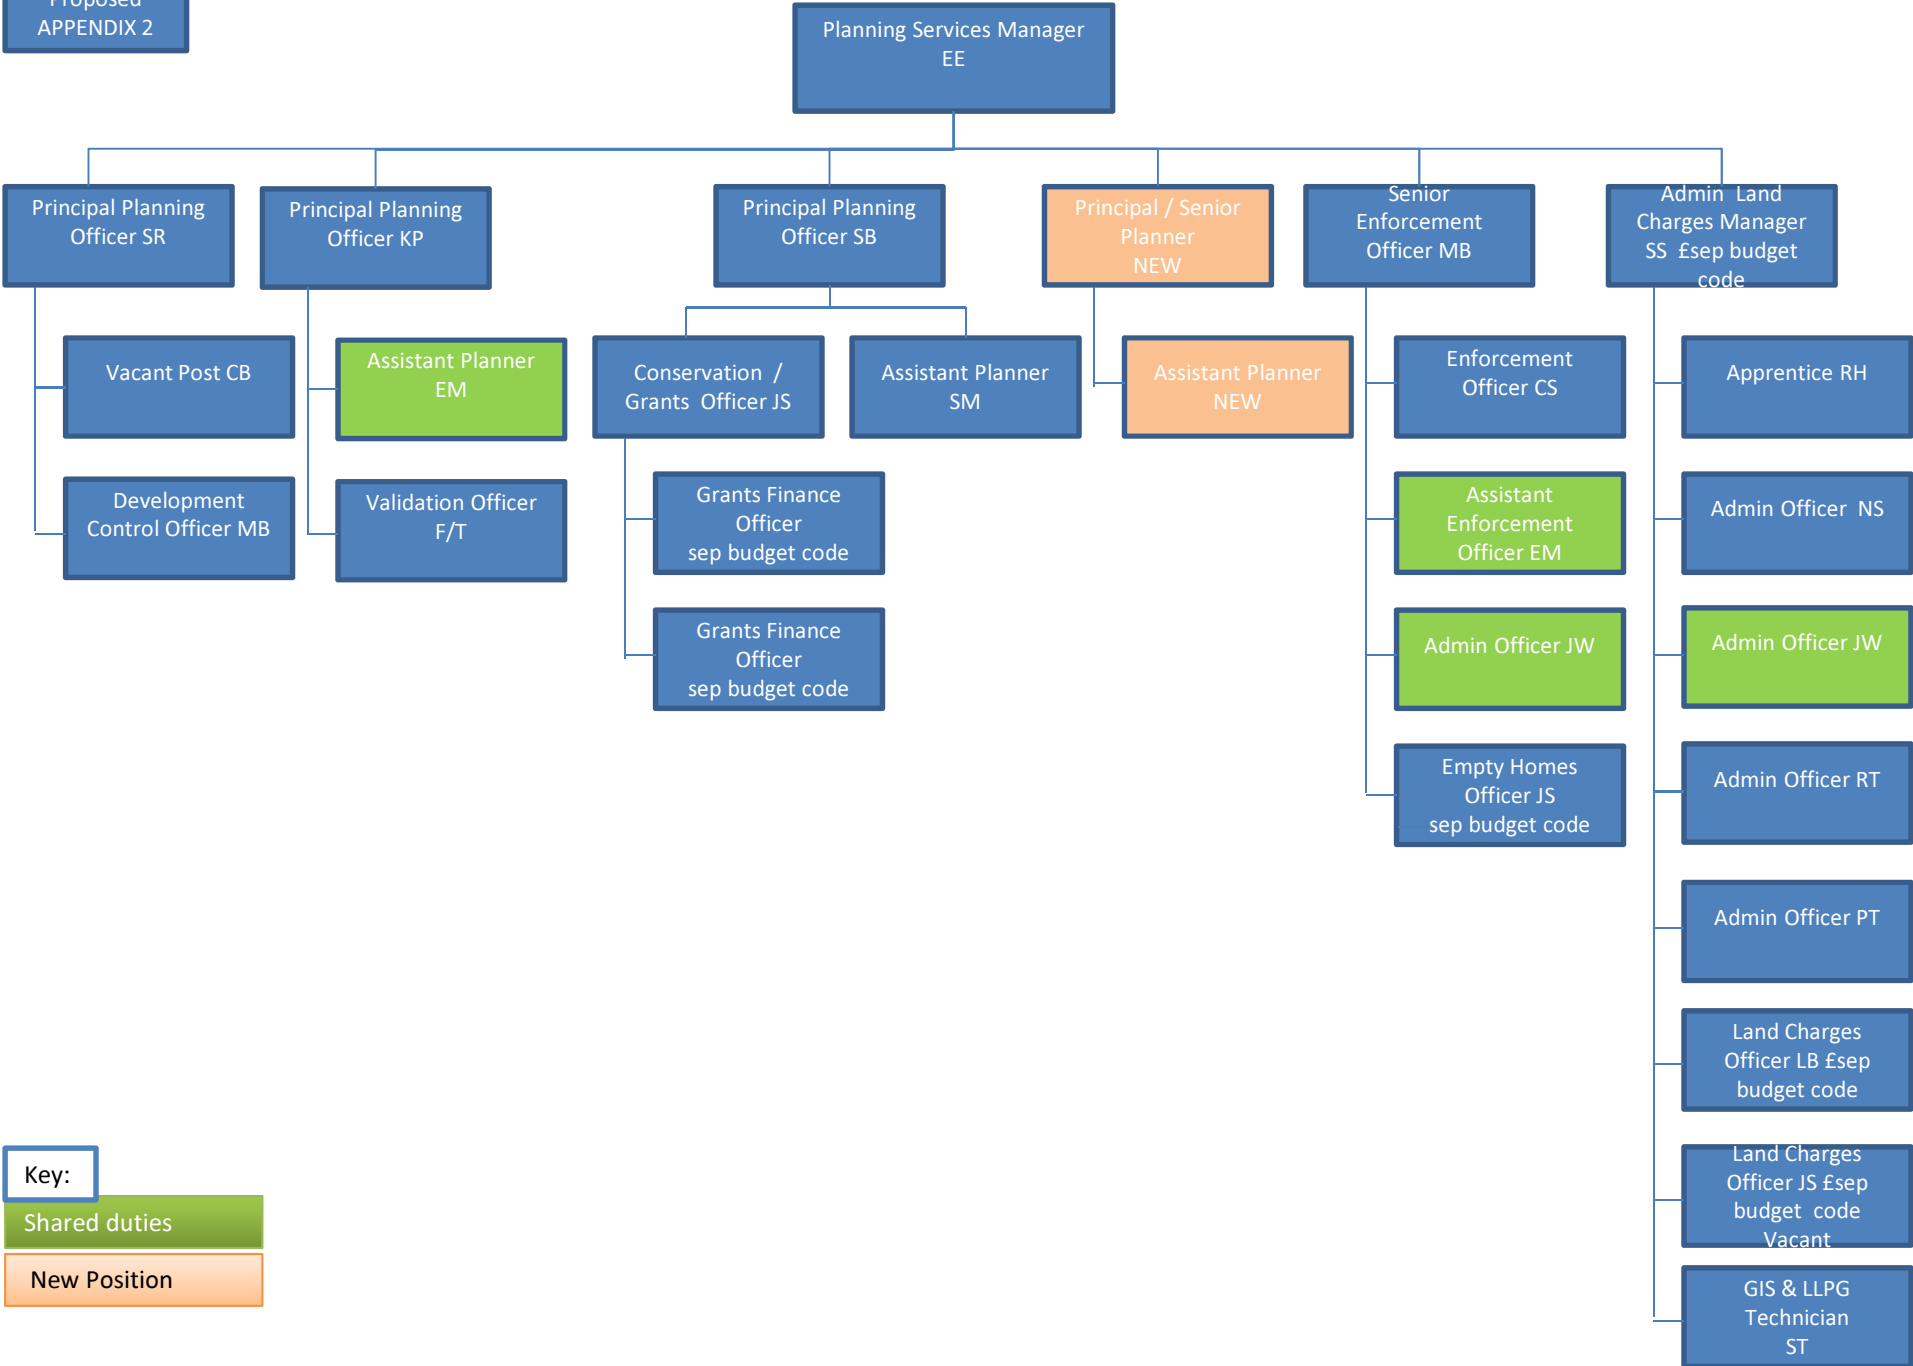 Proposed
APPENDIX 2
Planning Services Manager
EE
Principal Planning
Officer SR
Principal Planning
Officer KP
Principal Planning
Officer SB
Principal / Senior
Planner
NEW
Senior
Enforcement
Officer MB
Admin  Land
Charges Manager
SS  £sep budget
code
Vacant Post CB
Development
Control Officer MB
Assistant Planner
EM
Validation Officer
F/T
Conservation  /
Grants  Officer JS
Assistant Planner
SM
Grants Finance
Officer
sep budget code
Grants Finance
Officer
sep budget code
Assistant Planner
NEW
Enforcement
Officer CS
Assistant
Enforcement
Officer EM
Admin Officer JW
Empty Homes
Officer JS
sep budget code
Apprentice RH
Admin Officer  NS
Admin Officer JW
Admin Officer RT
Admin Officer PT
Land Charges
Officer LB £sep
budget code
Land Charges
Officer JS £sep
budget  code
Vacant
GIS & LLPG
Technician
ST
Key:
Shared duties
New Position